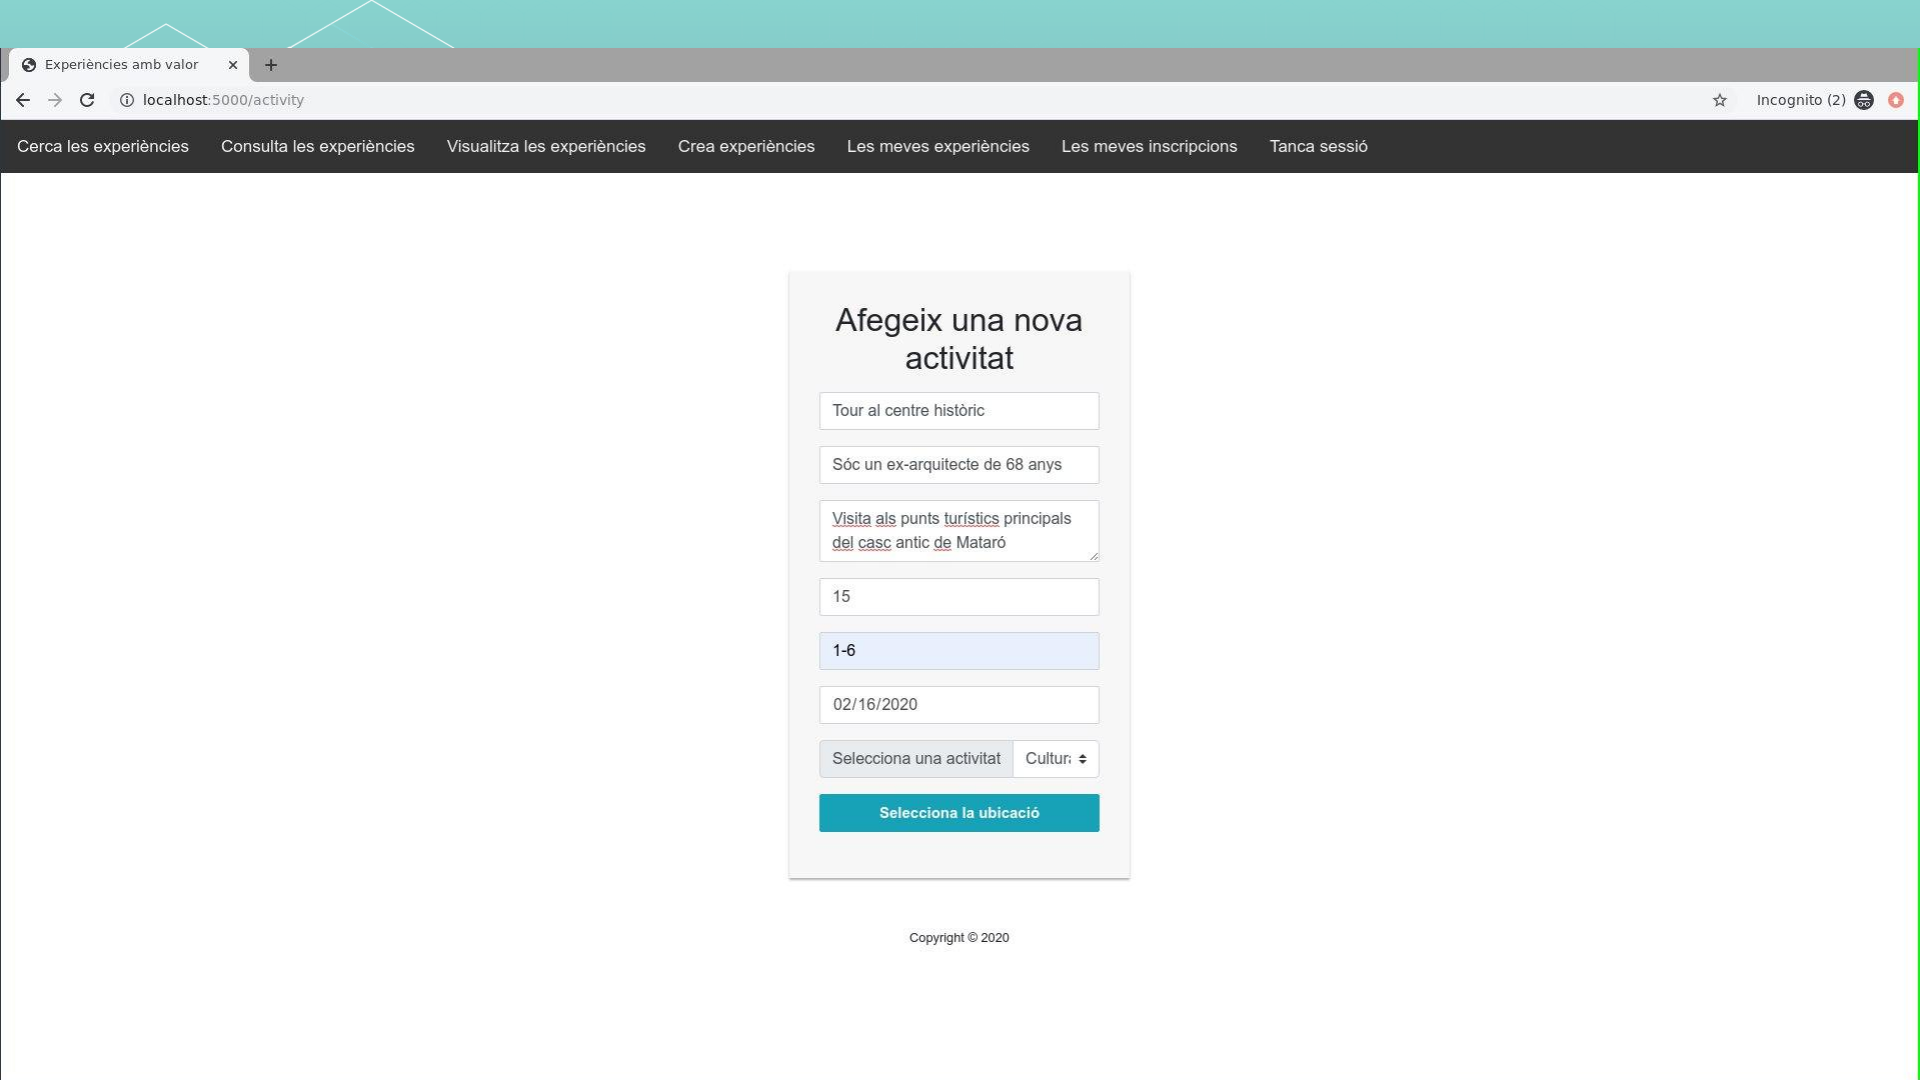 Experiències amb valor
localhost:5000/activity
Incognito (2)
Cerca les experiències Consulta les experiències Visualitza les experiències Crea experiències Les meves experiències Les meves inscripcions Tanca sessió
Afegeix una nova
activitat
Tour al centre històric
Sóc un ex-arquitecte de 68 anys
Visita als punts turístics principals
del casc antic de Mataró
15
1-6
02/16/2020
Selecciona una activitat
Selecciona la ubicació
Copyright © 2020